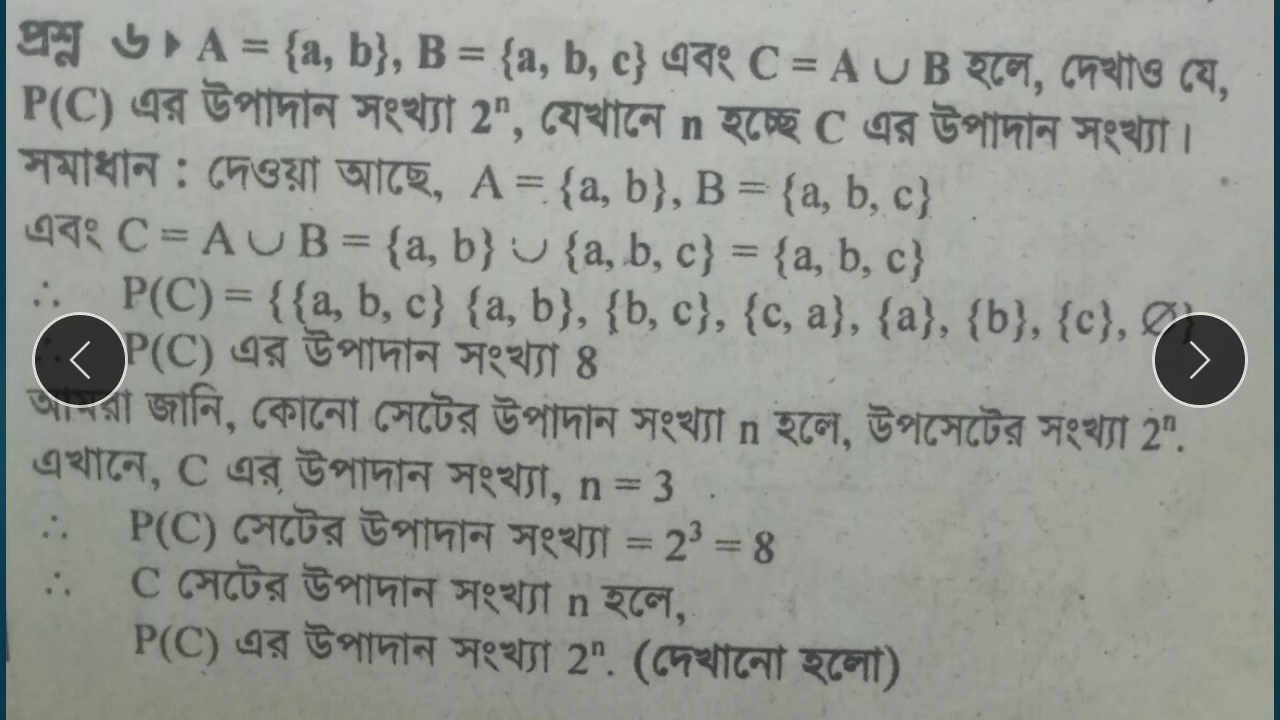 প্রশ্ন ৬ ▶ A = {a, b}, B = {a, b, c} এবং C = A ∪ B হলে, দেখাও যে,
P(C) এর উপাদান সংখ্যা 2ⁿ, যেখানে n হচ্ছে C এর উপাদান সংখ্যা।
সমাধান : দেওয়া আছে, A = {a, b}, B = {a, b, c}
এবং C = A ∪ B = {a, b} ∪ {a, b, c} = {a, b, c}
∴ P(C) = {{a, b, c} {a, b}, {b, c}, {c, a}, {a}, {b}, {c}, ∅}
∴ P(C) এর উপাদান সংখ্যা 8
আমরা জানি, কোনো সেটের উপাদান সংখ্যা n হলে, উপসেটের সংখ্যা 2ⁿ.
এখানে, C এর উপাদান সংখ্যা, n = 3
∴ P(C) সেটের উপাদান সংখ্যা = 2³ = 8
∴ C সেটের উপাদান সংখ্যা n হলে,
P(C) এর উপাদান সংখ্যা 2ⁿ. (দেখানো হলো)